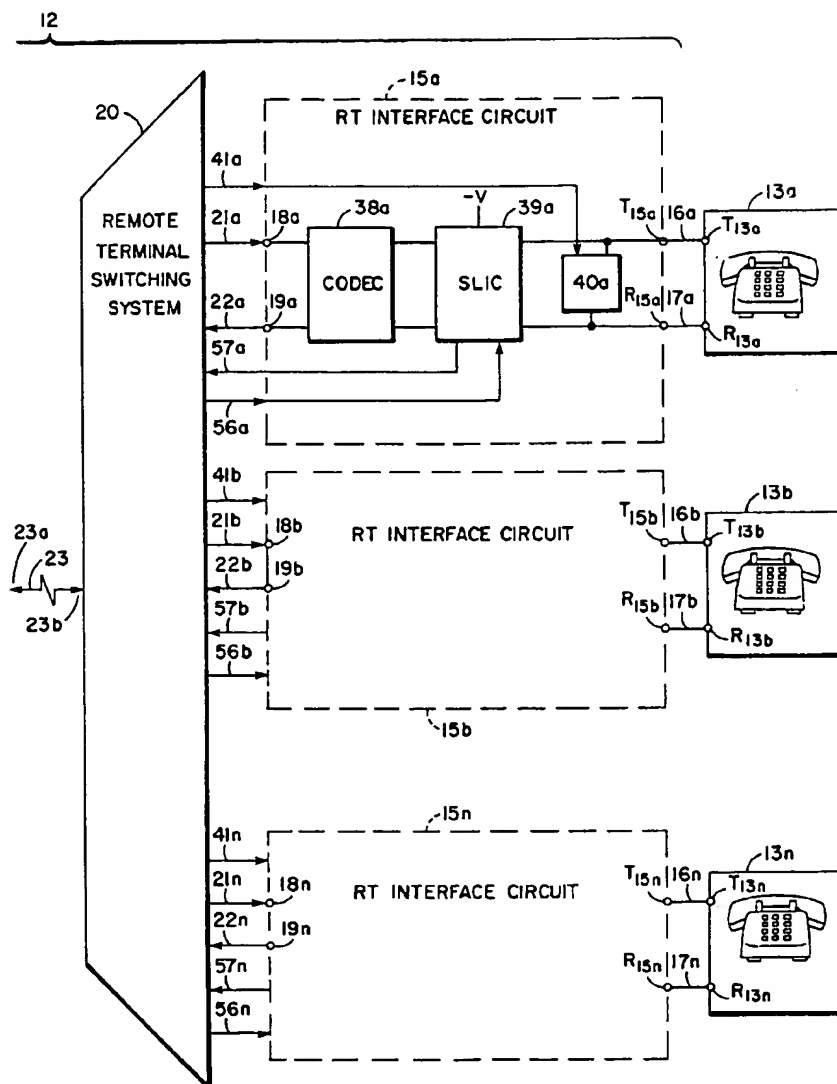 12
15a
RT INTERFACE CIRCUIT
20
41a
38a
-V
39a
13a
REMOTE
TERMINAL
SWITCHING
SYSTEM
21a
18a
CODEC
SLIC
40a
T15a
16a
T13a
22a
19a
R15a
17a
R13a
57a
56a
41b
21b
18b
RT INTERFACE CIRCUIT
T15b
16b
13b
T13b
23a
23
23b
22b
19b
57b
R15b
17b
R13b
56b
15b
15n
41n
21n
18n
RT INTERFACE CIRCUIT
T15n
16n
13n
T13n
22n
19n
57n
R15n
17n
R13n
56n